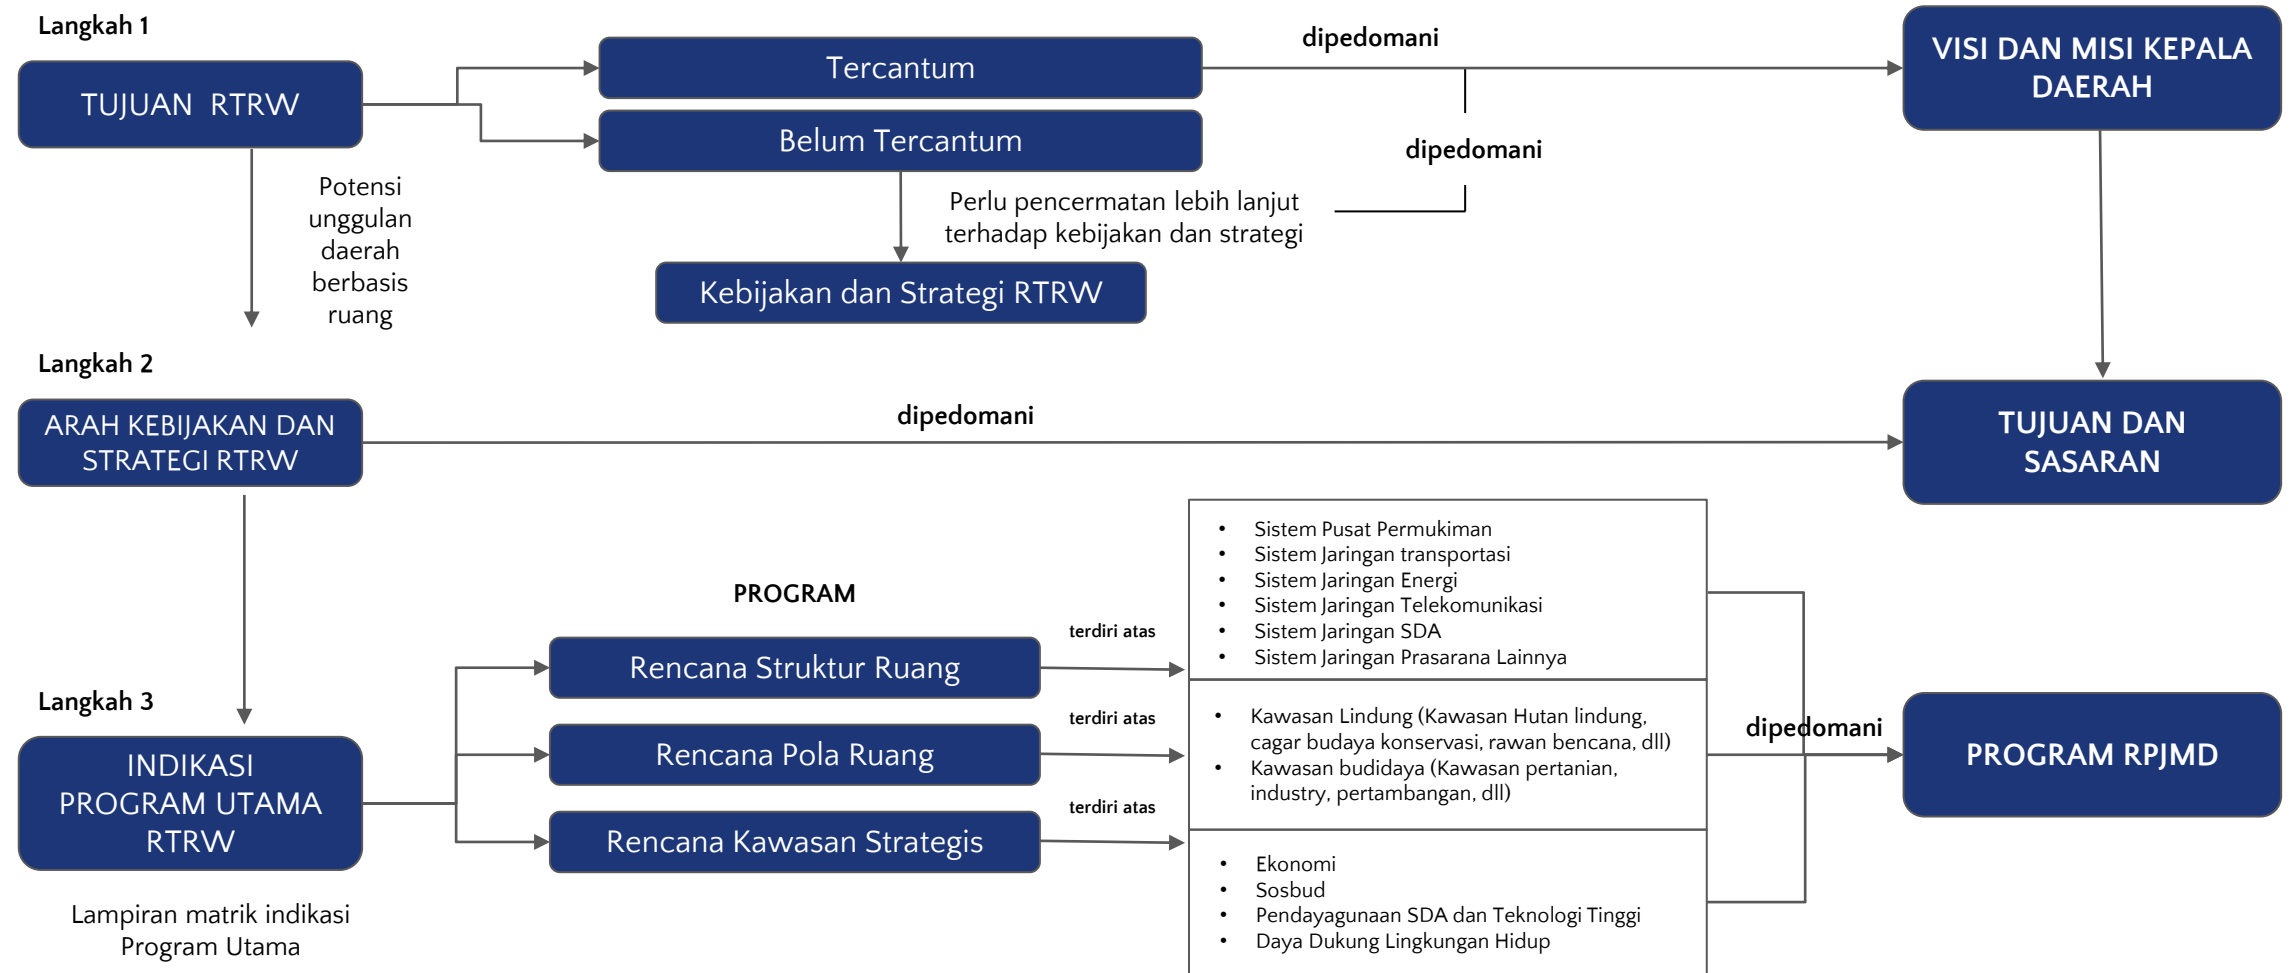 Langkah 1
TUJUAN RTRW
Tercantum
Belum Tercantum
dipedomani
VISI DAN MISI KEPALA
DAERAH
dipedomani
Potensi
unggulan
daerah
berbasis
ruang
Perlu pencermatan lebih lanjut
terhadap kebijakan dan strategi
Kebijakan dan Strategi RTRW
Langkah 2
ARAH KEBIJAKAN DAN
STRATEGI RTRW
dipedomani
TUJUAN DAN
SASARAN
Langkah 3
INDIKASI
PROGRAM UTAMA
RTRW
Lampiran matrik indikasi
Program Utama
PROGRAM
Rencana Struktur Ruang
terdiri atas
• Sistem Pusat Permukiman
• Sistem Jaringan transportasi
• Sistem Jaringan Energi
• Sistem Jaringan Telekomunikasi
• Sistem Jaringan SDA
• Sistem Jaringan Prasarana Lainnya
Rencana Pola Ruang
terdiri atas
• Kawasan Lindung (Kawasan Hutan lindung,
cagar budaya konservasi, rawan bencana, dll)
• Kawasan budidaya (Kawasan pertanian,
industry, pertambangan, dll)
Rencana Kawasan Strategis
terdiri atas
• Ekonomi
• Sosbud
• Pendayagunaan SDA dan Teknologi Tinggi
• Daya Dukung Lingkungan Hidup
dipedomani
PROGRAM RPJMD